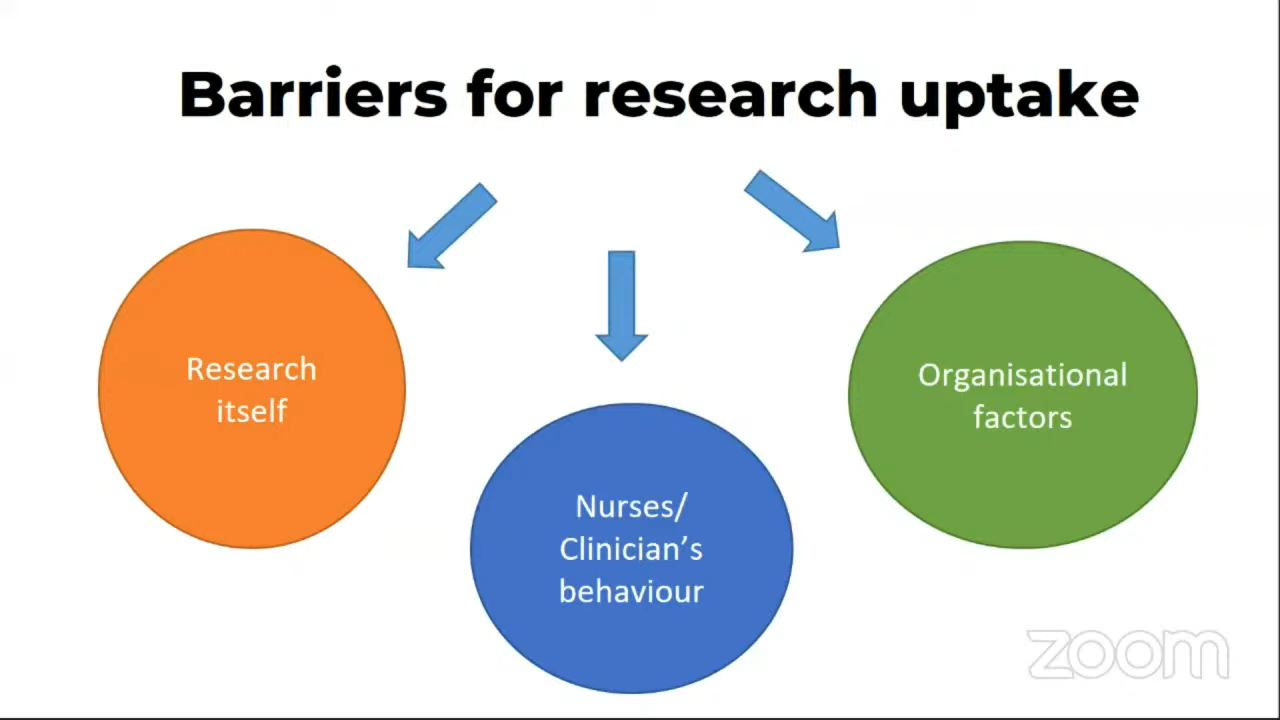 Barriers for research uptake
Research
itself
Nurses/
Clinician’s
behaviour
Organisational
factors
zoom